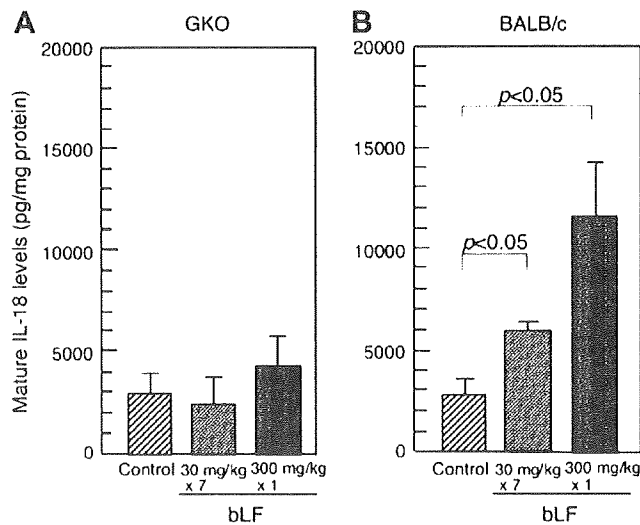 A
GKO
Mature IL-18 levels (pg/mg protein)
20000
15000
10000
5000
0
Control
30 mg/kg
x 7
300 mg/kg
x 1
bLF
B
BALB/c
20000
15000
10000
5000
0
p<0.05
p<0.05
Control
30 mg/kg
x 7
300 mg/kg
x 1
bLF